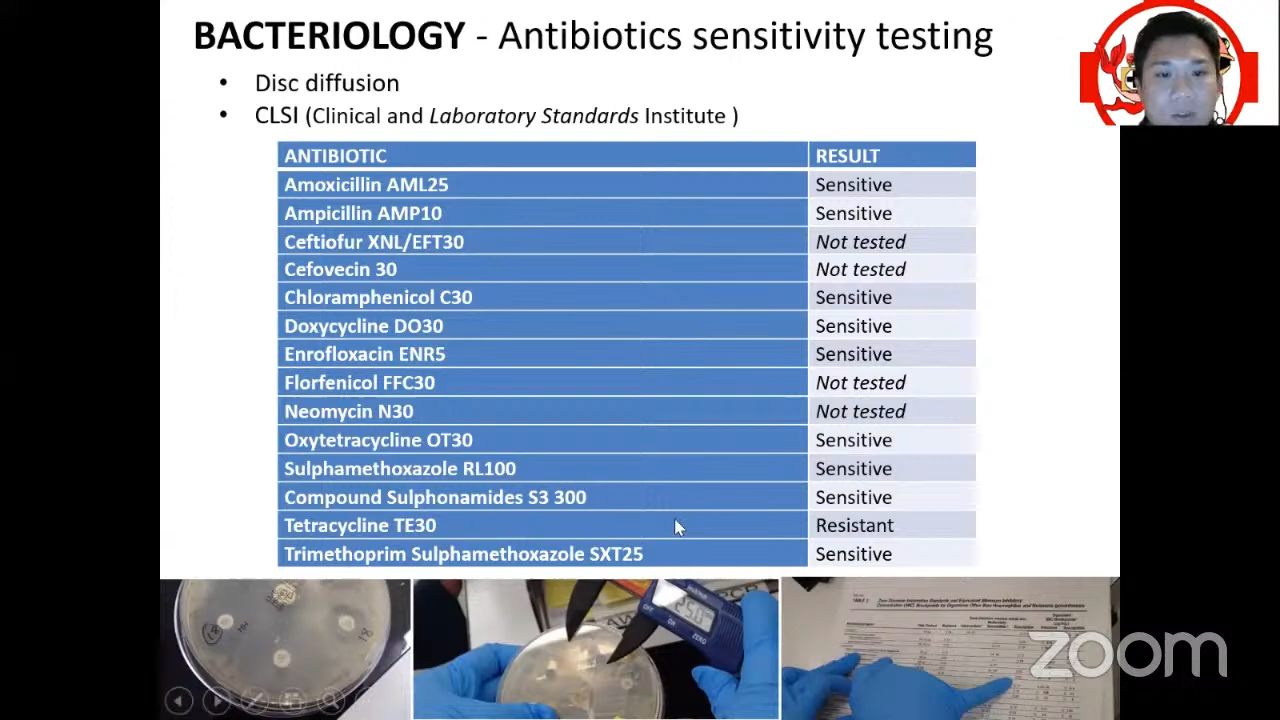 BACTERIOLOGY - Antibiotics sensitivity testing
• Disc diffusion
• CLSI (Clinical and Laboratory Standards Institute )
ANTIBIOTIC RESULT
Amoxicillin AML25 Sensitive
Ampicillin AMP10 Sensitive
Ceftiofur XNL/EFT30 Not tested
Cefovecin 30 Not tested
Chloramphenicol C30 Sensitive
Doxycycline DO30 Sensitive
Enrofloxacin ENR5 Sensitive
Florfenicol FFC30 Not tested
Neomycin N30 Not tested
Oxytetracycline OT30 Sensitive
Sulphamethoxazole RL100 Sensitive
Compound Sulphonamides S3 300 Sensitive
Tetracycline TE30 Resistant
Trimethoprim Sulphamethoxazole SXT25 Sensitive
OFF
ON
ZERO
zoom